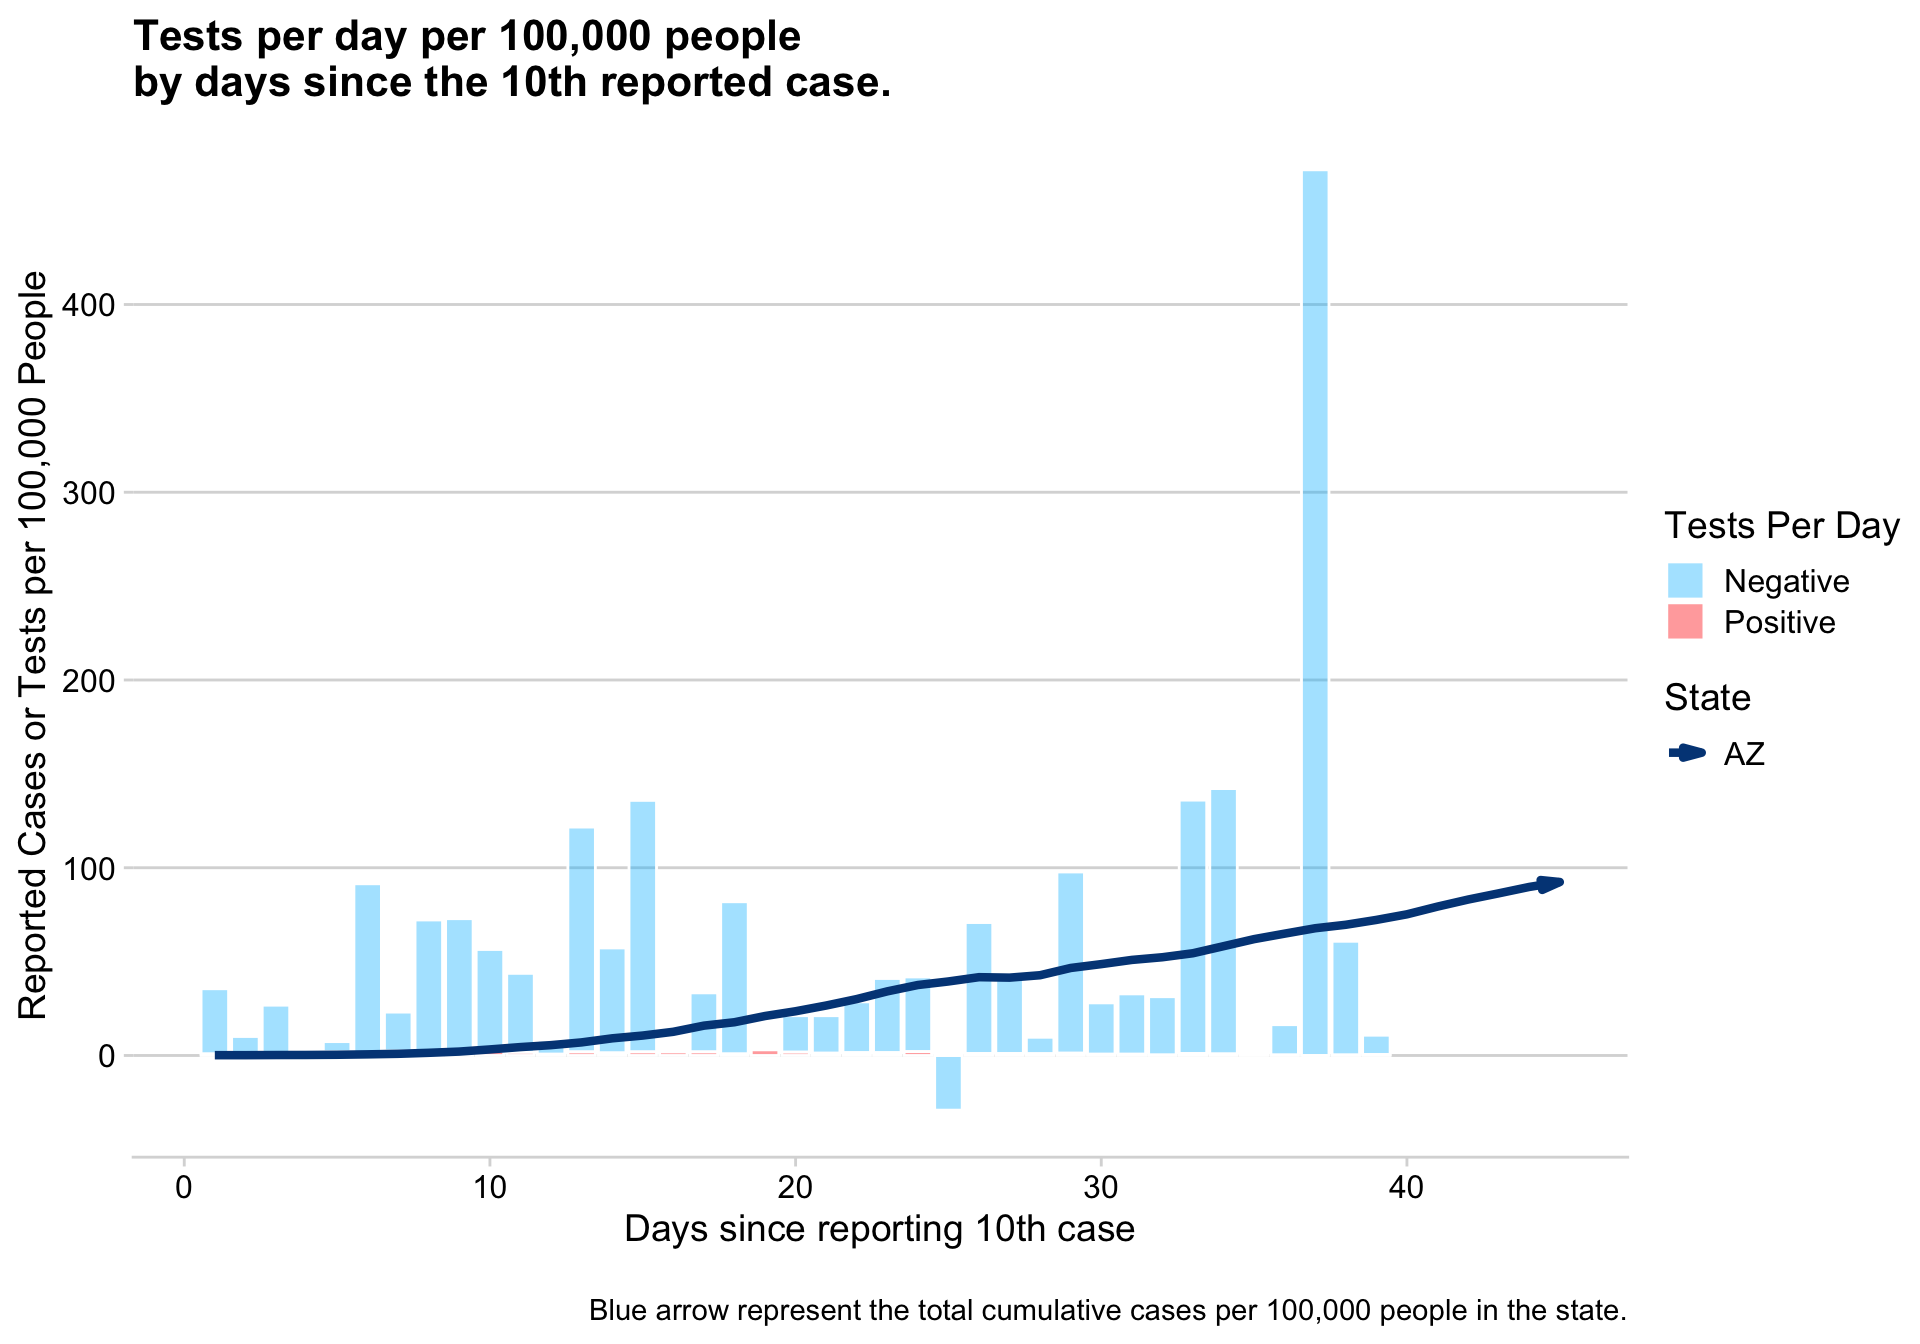 Tests per day per 100,000 people
by days since the 10th reported case.
Reported Cases or Tests per 100,000 People
400
300
200
100
0
0 10 20 30 40
Days since reporting 10th case
Tests Per Day
Negative
Positive
State
AZ
Blue arrow represent the total cumulative cases per 100,000 people in the state.